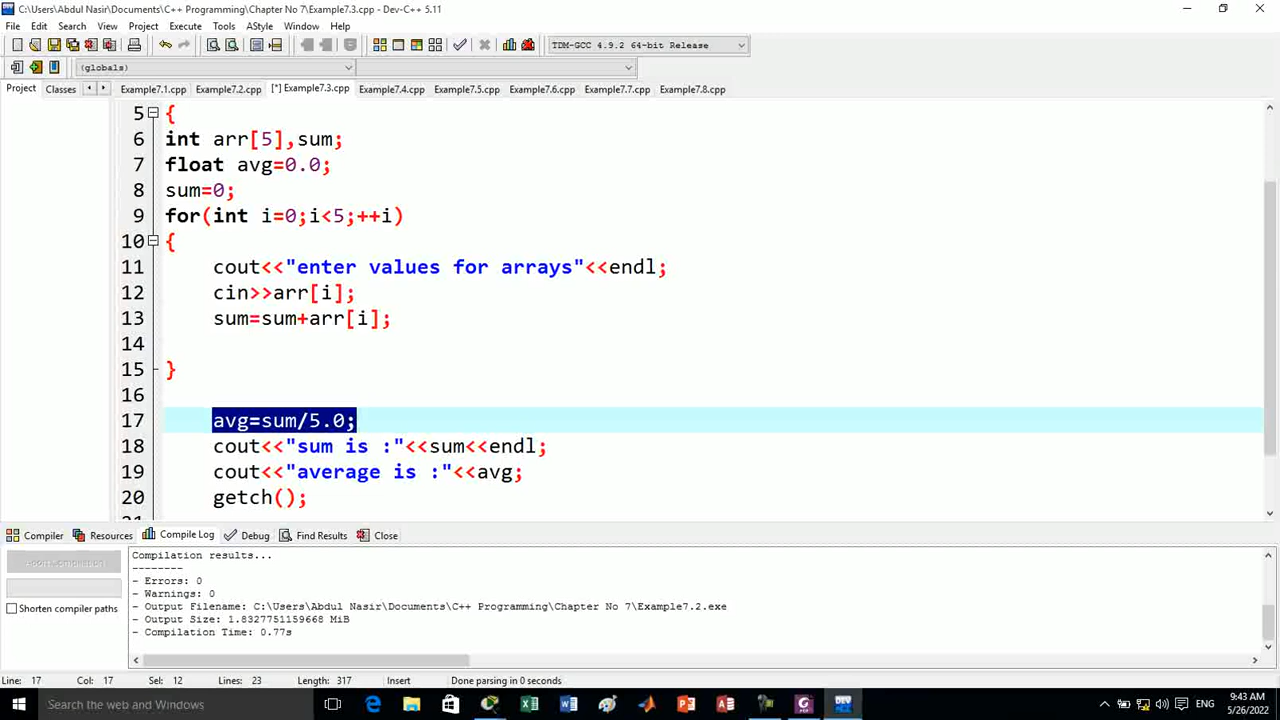 C:\Users\Abdul Nasir\Documents\C++ Programming\Chapter No 7\Example7.3.cpp - Dev-C++ 5.11
File Edit Search View Project Execute Tools AStyle Window Help
TDM-GCC 4.9.2 64-bit Release
(globals)
Project Classes Example7.1.cpp Example7.2.cpp [*] Example7.3.cpp Example7.4.cpp Example7.5.cpp Example7.6.cpp Example7.7.cpp Example7.8.cpp
5 {
6 int arr[5],sum;
7 float avg=0.0;
8 sum=0;
9 for(int i=0;i<5;++i)
10 {
11 cout<<"enter values for arrays"<<endl;
12 cin>>arr[i];
13 sum=sum+arr[i];
14
15 }
16
17 avg=sum/5.0;
18 cout<<"sum is :"<<sum<<endl;
19 cout<<"average is :"<<avg;
20 getch();
Compiler Resources Compile Log Debug Find Results Close
Abort Compilation
Shorten compiler paths
Compilation results...
--------
- Errors: 0
- Warnings: 0
- Output Filename: C:\Users\Abdul Nasir\Documents\C++ Programming\Chapter No 7\Example7.2.exe
- Output Size: 1.8327751159668 MiB
- Compilation Time: 0.77s
Line: 17 Col: 17 Sel: 12 Lines: 23 Length: 317 Insert Done parsing in 0 seconds
Search the web and Windows
ENG
9:43 AM
5/26/2022